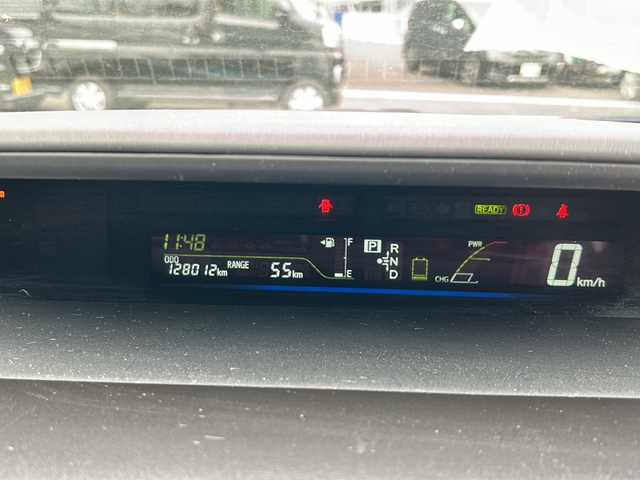 READY
11:48
F
P
R
PWR
ODO
N
128012km
RANGE
55km
E
D
CHG
0 km/h